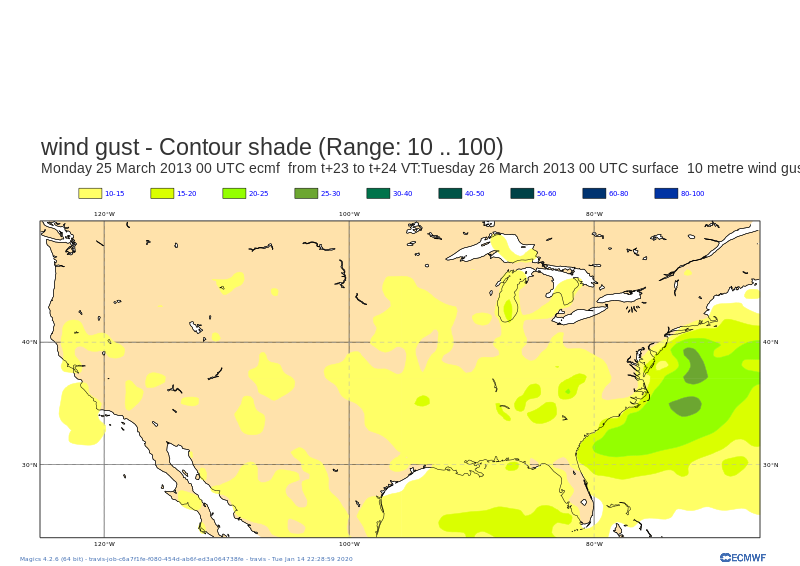 wind gust - Contour shade (Range: 10 .. 100)
Monday 25 March 2013 00 UTC ecmf  from t+23 to t+24 VT:Tuesday 26 March 2013 00 UTC surface  10 metre wind gus
10-15 15-20 20-25 25-30 30-40 40-50 50-60 60-80 80-100
120°W 100°W 80°W
40°N 40°N
30°N 30°N
120°W 100°W 80°W
Magics 4.2.6 (64 bit) - travis-job-c6a7f1fe-f080-454d-ab6f-ed3a064738fe - travis - Tue Jan 14 22:28:59 2020
ECMWF